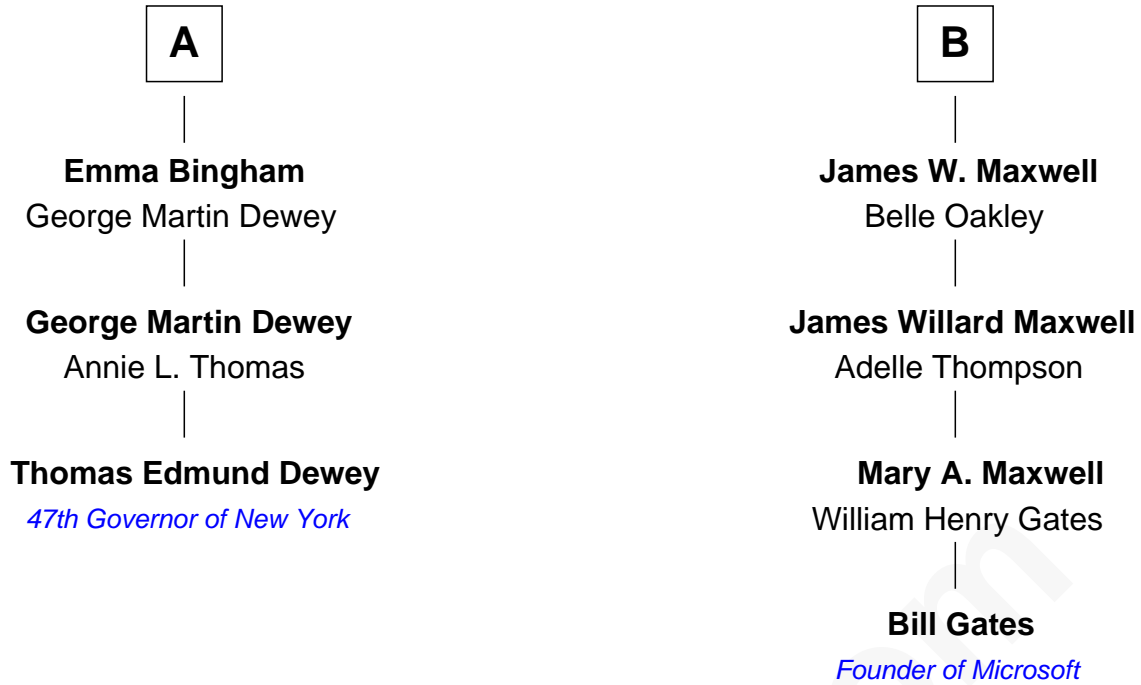 A
Emma Bingham
George Martin Dewey
George Martin Dewey
Annie L. Thomas
Thomas Edmund Dewey
47th Governor of New York
B
James W. Maxwell
Belle Oakley
James Willard Maxwell
Adelle Thompson
Mary A. Maxwell
William Henry Gates
Bill Gates
Founder of Microsoft